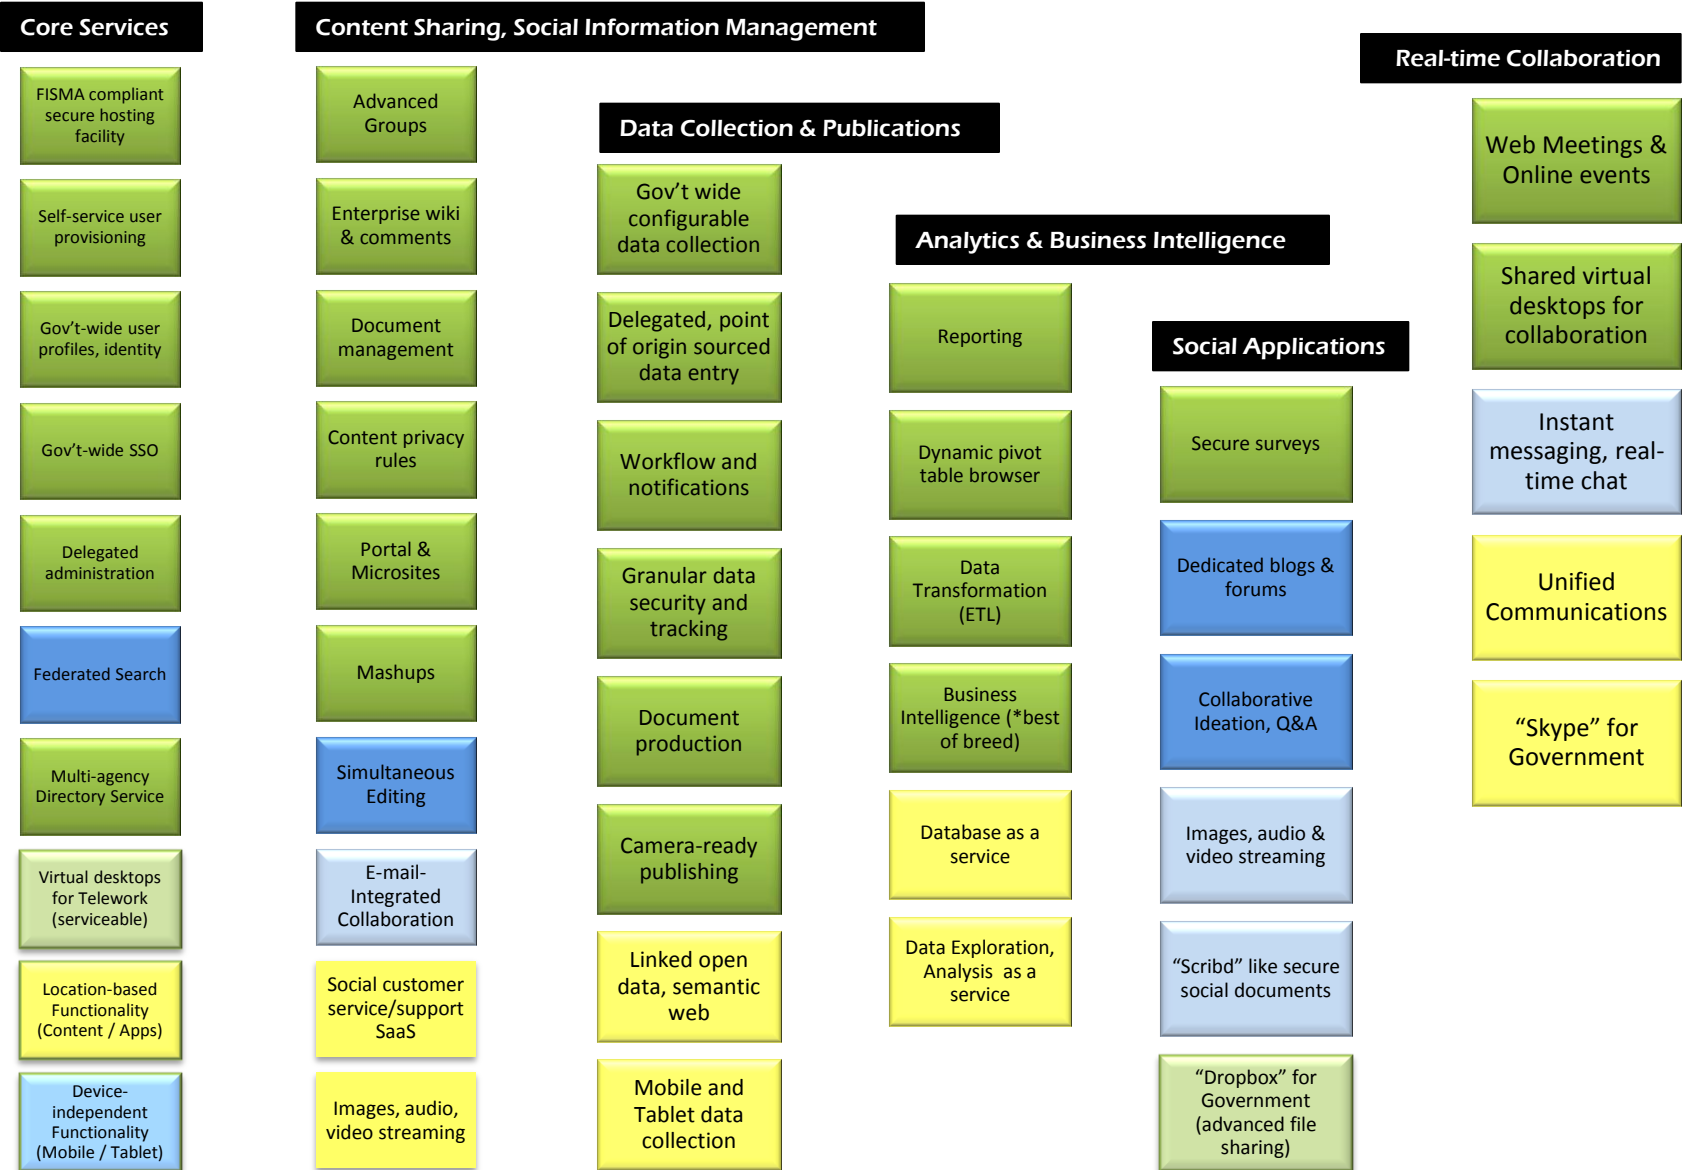 Core Services
FISMA compliant
secure hosting
facility
Self-service user
provisioning
Gov’t-wide user
profiles, identity
Gov’t-wide SSO
Delegated
administration
Federated Search
Multi-agency
Directory Service
Virtual desktops
for Telework
(serviceable)
Location-based
Functionality
(Content / Apps)
Device-
independent
Functionality
(Mobile / Tablet)
Content Sharing, Social Information Management
Advanced
Groups
Enterprise wiki
& comments
Document
management
Content privacy
rules
Portal &
Microsites
Mashups
Simultaneous
Editing
E-mail-
Integrated
Collaboration
Social customer
service/support
SaaS
Images, audio,
video streaming
Data Collection & Publications
Gov’t wide
configurable
data collection
Delegated, point
of origin sourced
data entry
Workflow and
notifications
Granular data
security and
tracking
Document
production
Camera-ready
publishing
Linked open
data, semantic
web
Mobile and
Tablet data
collection
Analytics & Business Intelligence
Reporting
Dynamic pivot
table browser
Data
Transformation
(ETL)
Business
Intelligence (*best
of breed)
Database as a
service
Data Exploration,
Analysis as a
service
Social Applications
Secure surveys
Dedicated blogs &
forums
Collaborative
Ideation, Q&A
Images, audio &
video streaming
“Scribd” like secure
social documents
“Dropbox” for
Government
(advanced file
sharing)
Real-time Collaboration
Web Meetings &
Online events
Shared virtual
desktops for
collaboration
Instant
messaging, real-
time chat
Unified
Communications
“Skype” for
Government